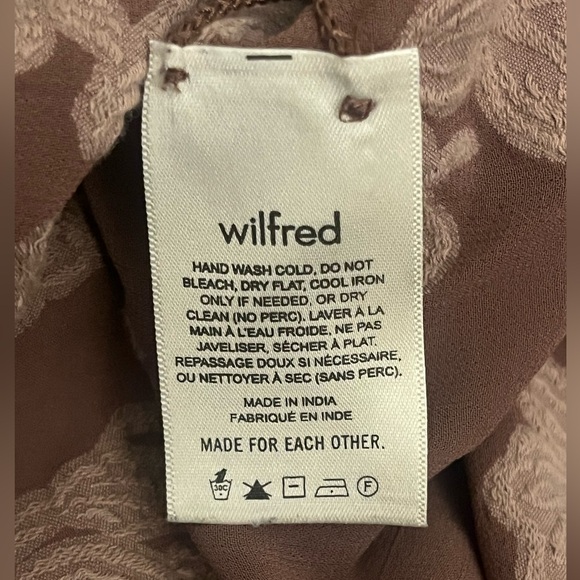 wilfred
HAND WASH COLD, DO NOT
BLEACH, DRY FLAT, COOL IRON
ONLY IF NEEDED, OR DRY
CLEAN (NO PERC). LAVER À LA
MAIN À L'EAU FROIDE, NE PAS
JAVELISER, SÉCHER À PLAT.
REPASSAGE DOUX SI NÉCESSAIRE,
OU NETTOYER À SEC (SANS PERC).
MADE IN INDIA
FABRIQUÉ EN INDE
MADE FOR EACH OTHER.
30C F